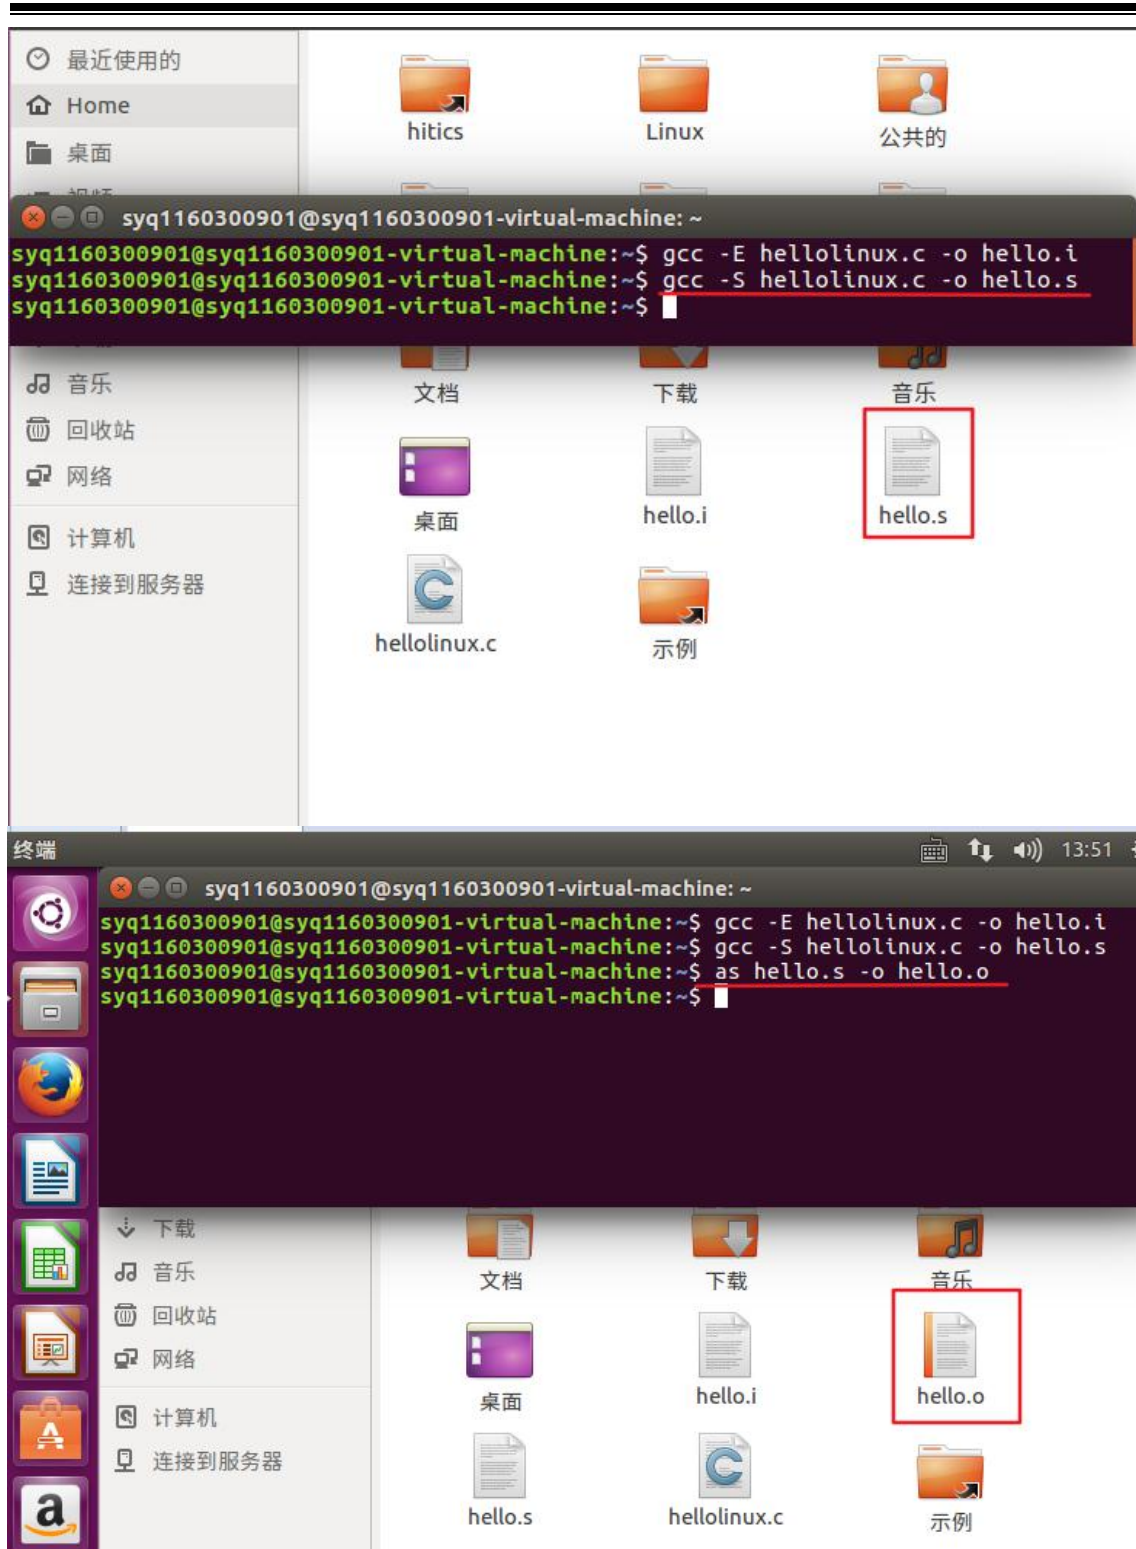 最近使用的
Home
桌面
hitics
Linux
公共的
syq1160300901@syq1160300901-virtual-machine: ~
syq1160300901@syq1160300901-virtual-machine:~$ gcc -E hellolinux.c -o hello.i
syq1160300901@syq1160300901-virtual-machine:~$ gcc -S hellolinux.c -o hello.s
syq1160300901@syq1160300901-virtual-machine:~$
音乐
回收站
网络
计算机
连接到服务器
文档
下载
音乐
桌面
hello.i
hello.s
hellolinux.c
示例
终端
13:51
syq1160300901@syq1160300901-virtual-machine: ~
syq1160300901@syq1160300901-virtual-machine:~$ gcc -E hellolinux.c -o hello.i
syq1160300901@syq1160300901-virtual-machine:~$ gcc -S hellolinux.c -o hello.s
syq1160300901@syq1160300901-virtual-machine:~$ as hello.s -o hello.o
syq1160300901@syq1160300901-virtual-machine:~$
下载
音乐
回收站
网络
计算机
连接到服务器
文档
下载
音乐
桌面
hello.i
hello.o
hello.s
hellolinux.c
示例